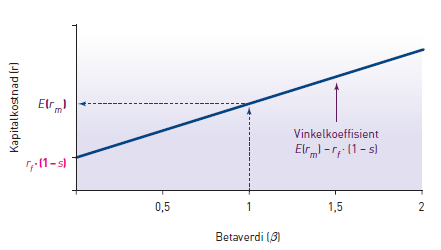 Kapitalkostnad (r)
E(rm)
rf·(1–s)
Vinkelkoeffisient
E(rm) – rf· (1 – s)
0,5
1
1,5
2
Betaverdi (β)